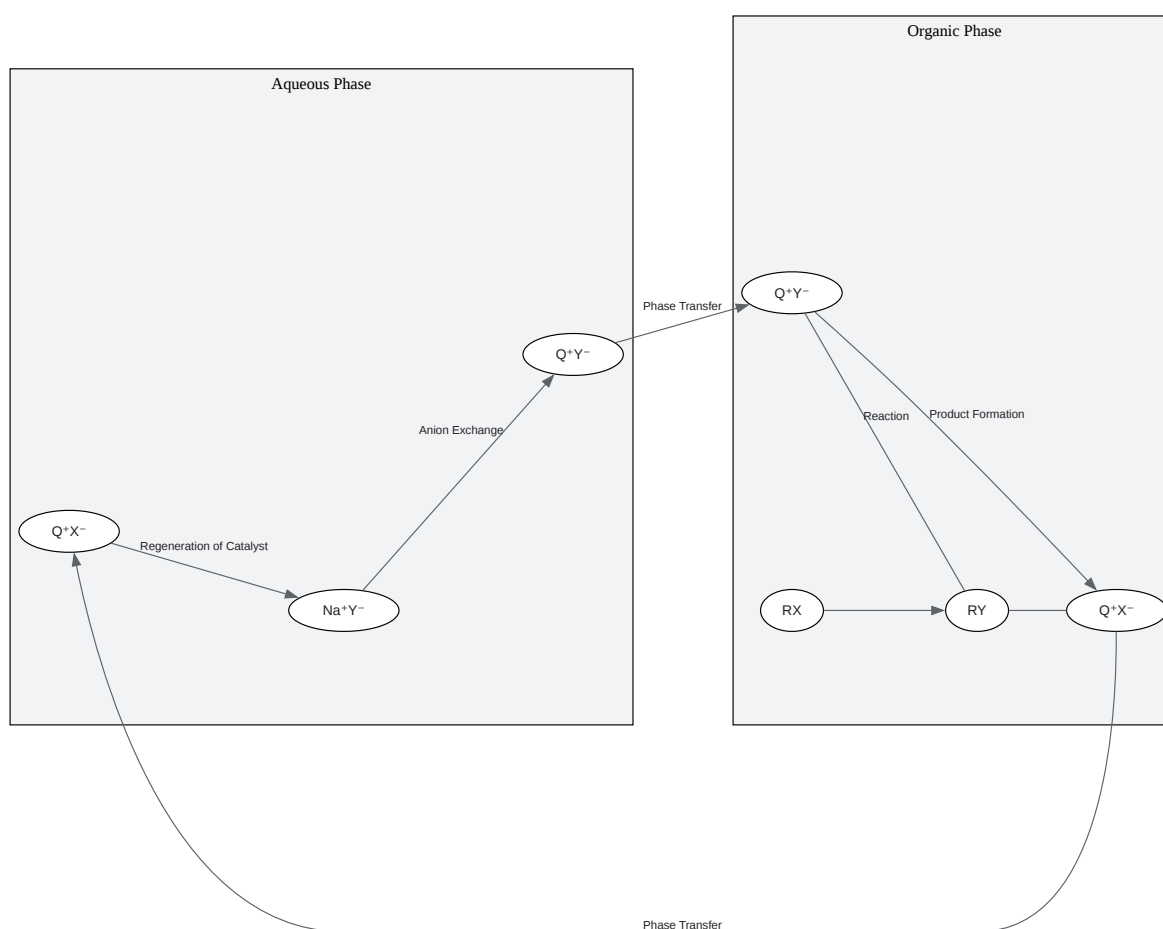 Organic Phase
Aqueous Phase
Q⁺Y⁻
Phase Transfer
Q⁺Y⁻
Reaction
Product Formation
Anion Exchange
Q⁺X⁻
Regeneration of Catalyst
Na⁺Y⁻
RX
RY
Q⁺X⁻
Phase Transfer